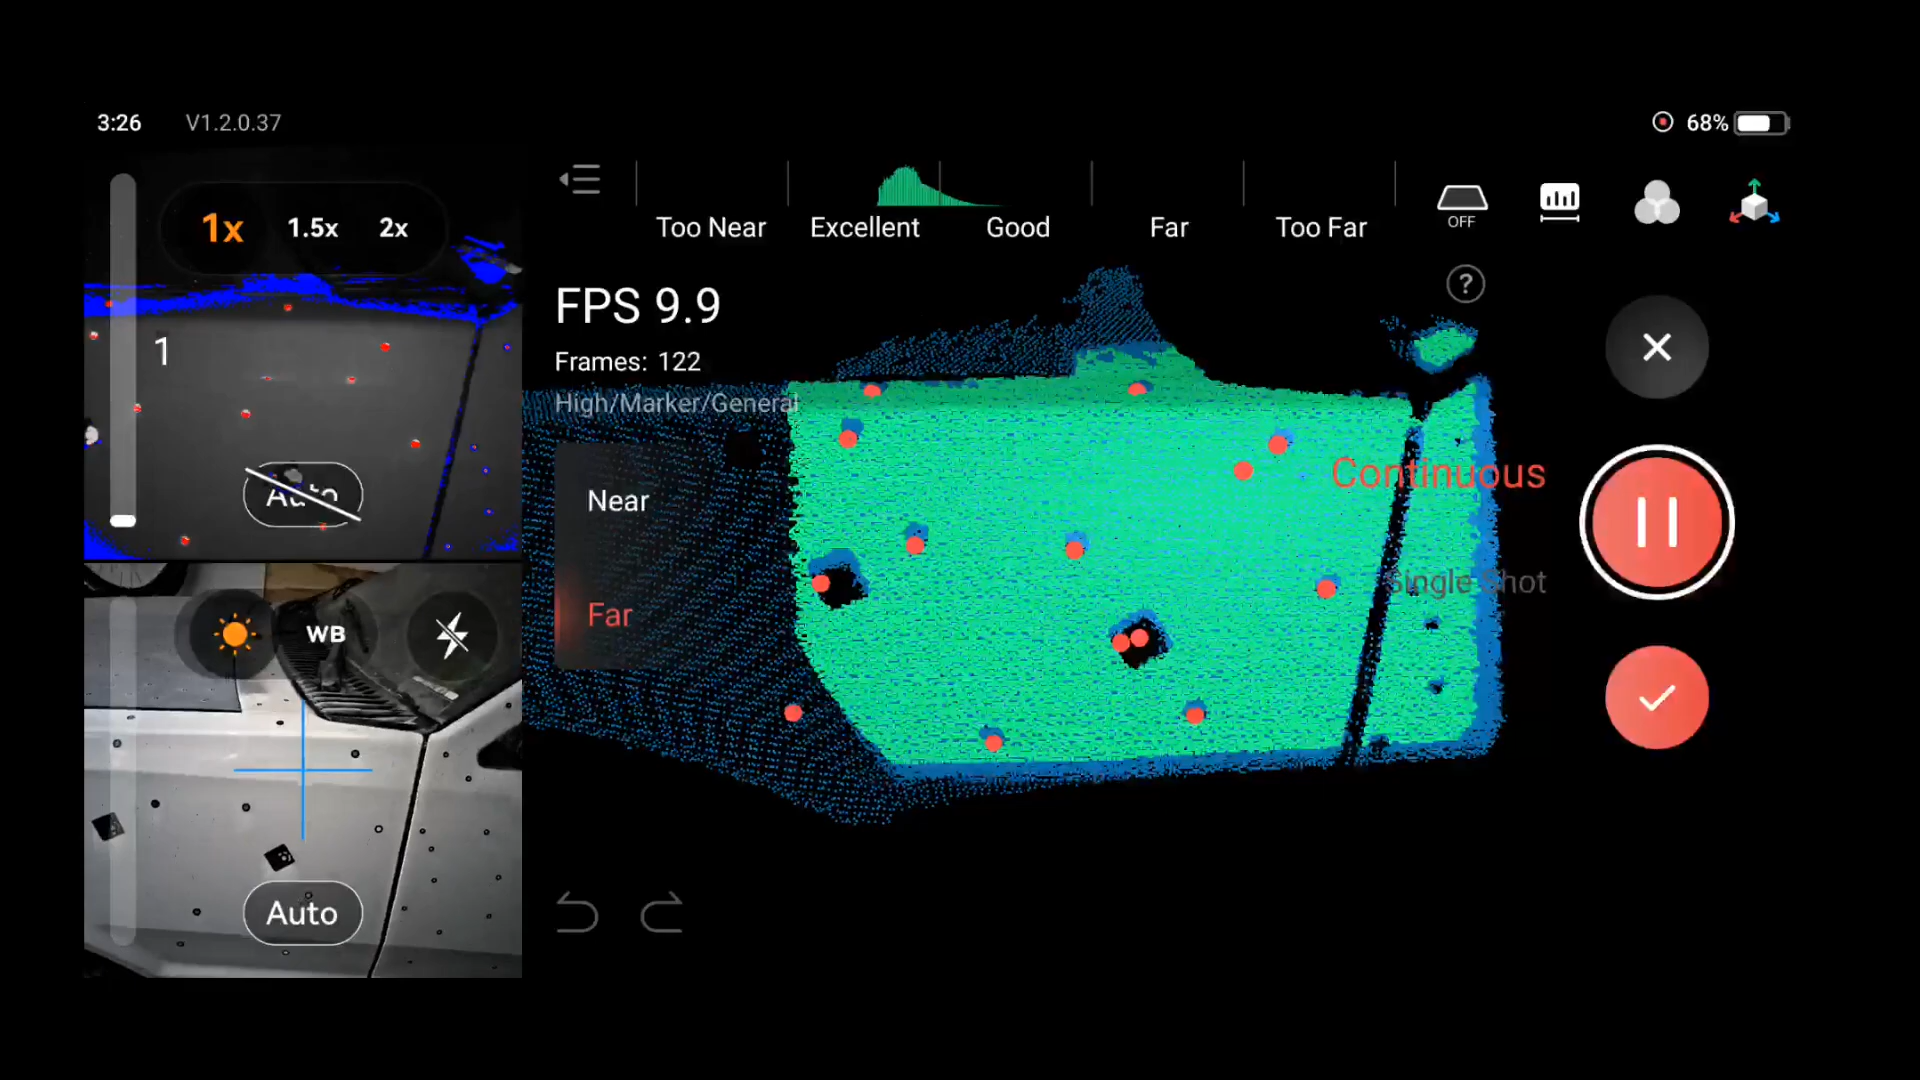 3:26 V1.2.0.37
68%
1x 1.5x 2x
Too Near Excellent Good Far Too Far
OFF
?
FPS 9.9
1
Frames: 122
High/Marker/General
Continuous
Near
Auto
Single Shot
Far
WB
Auto